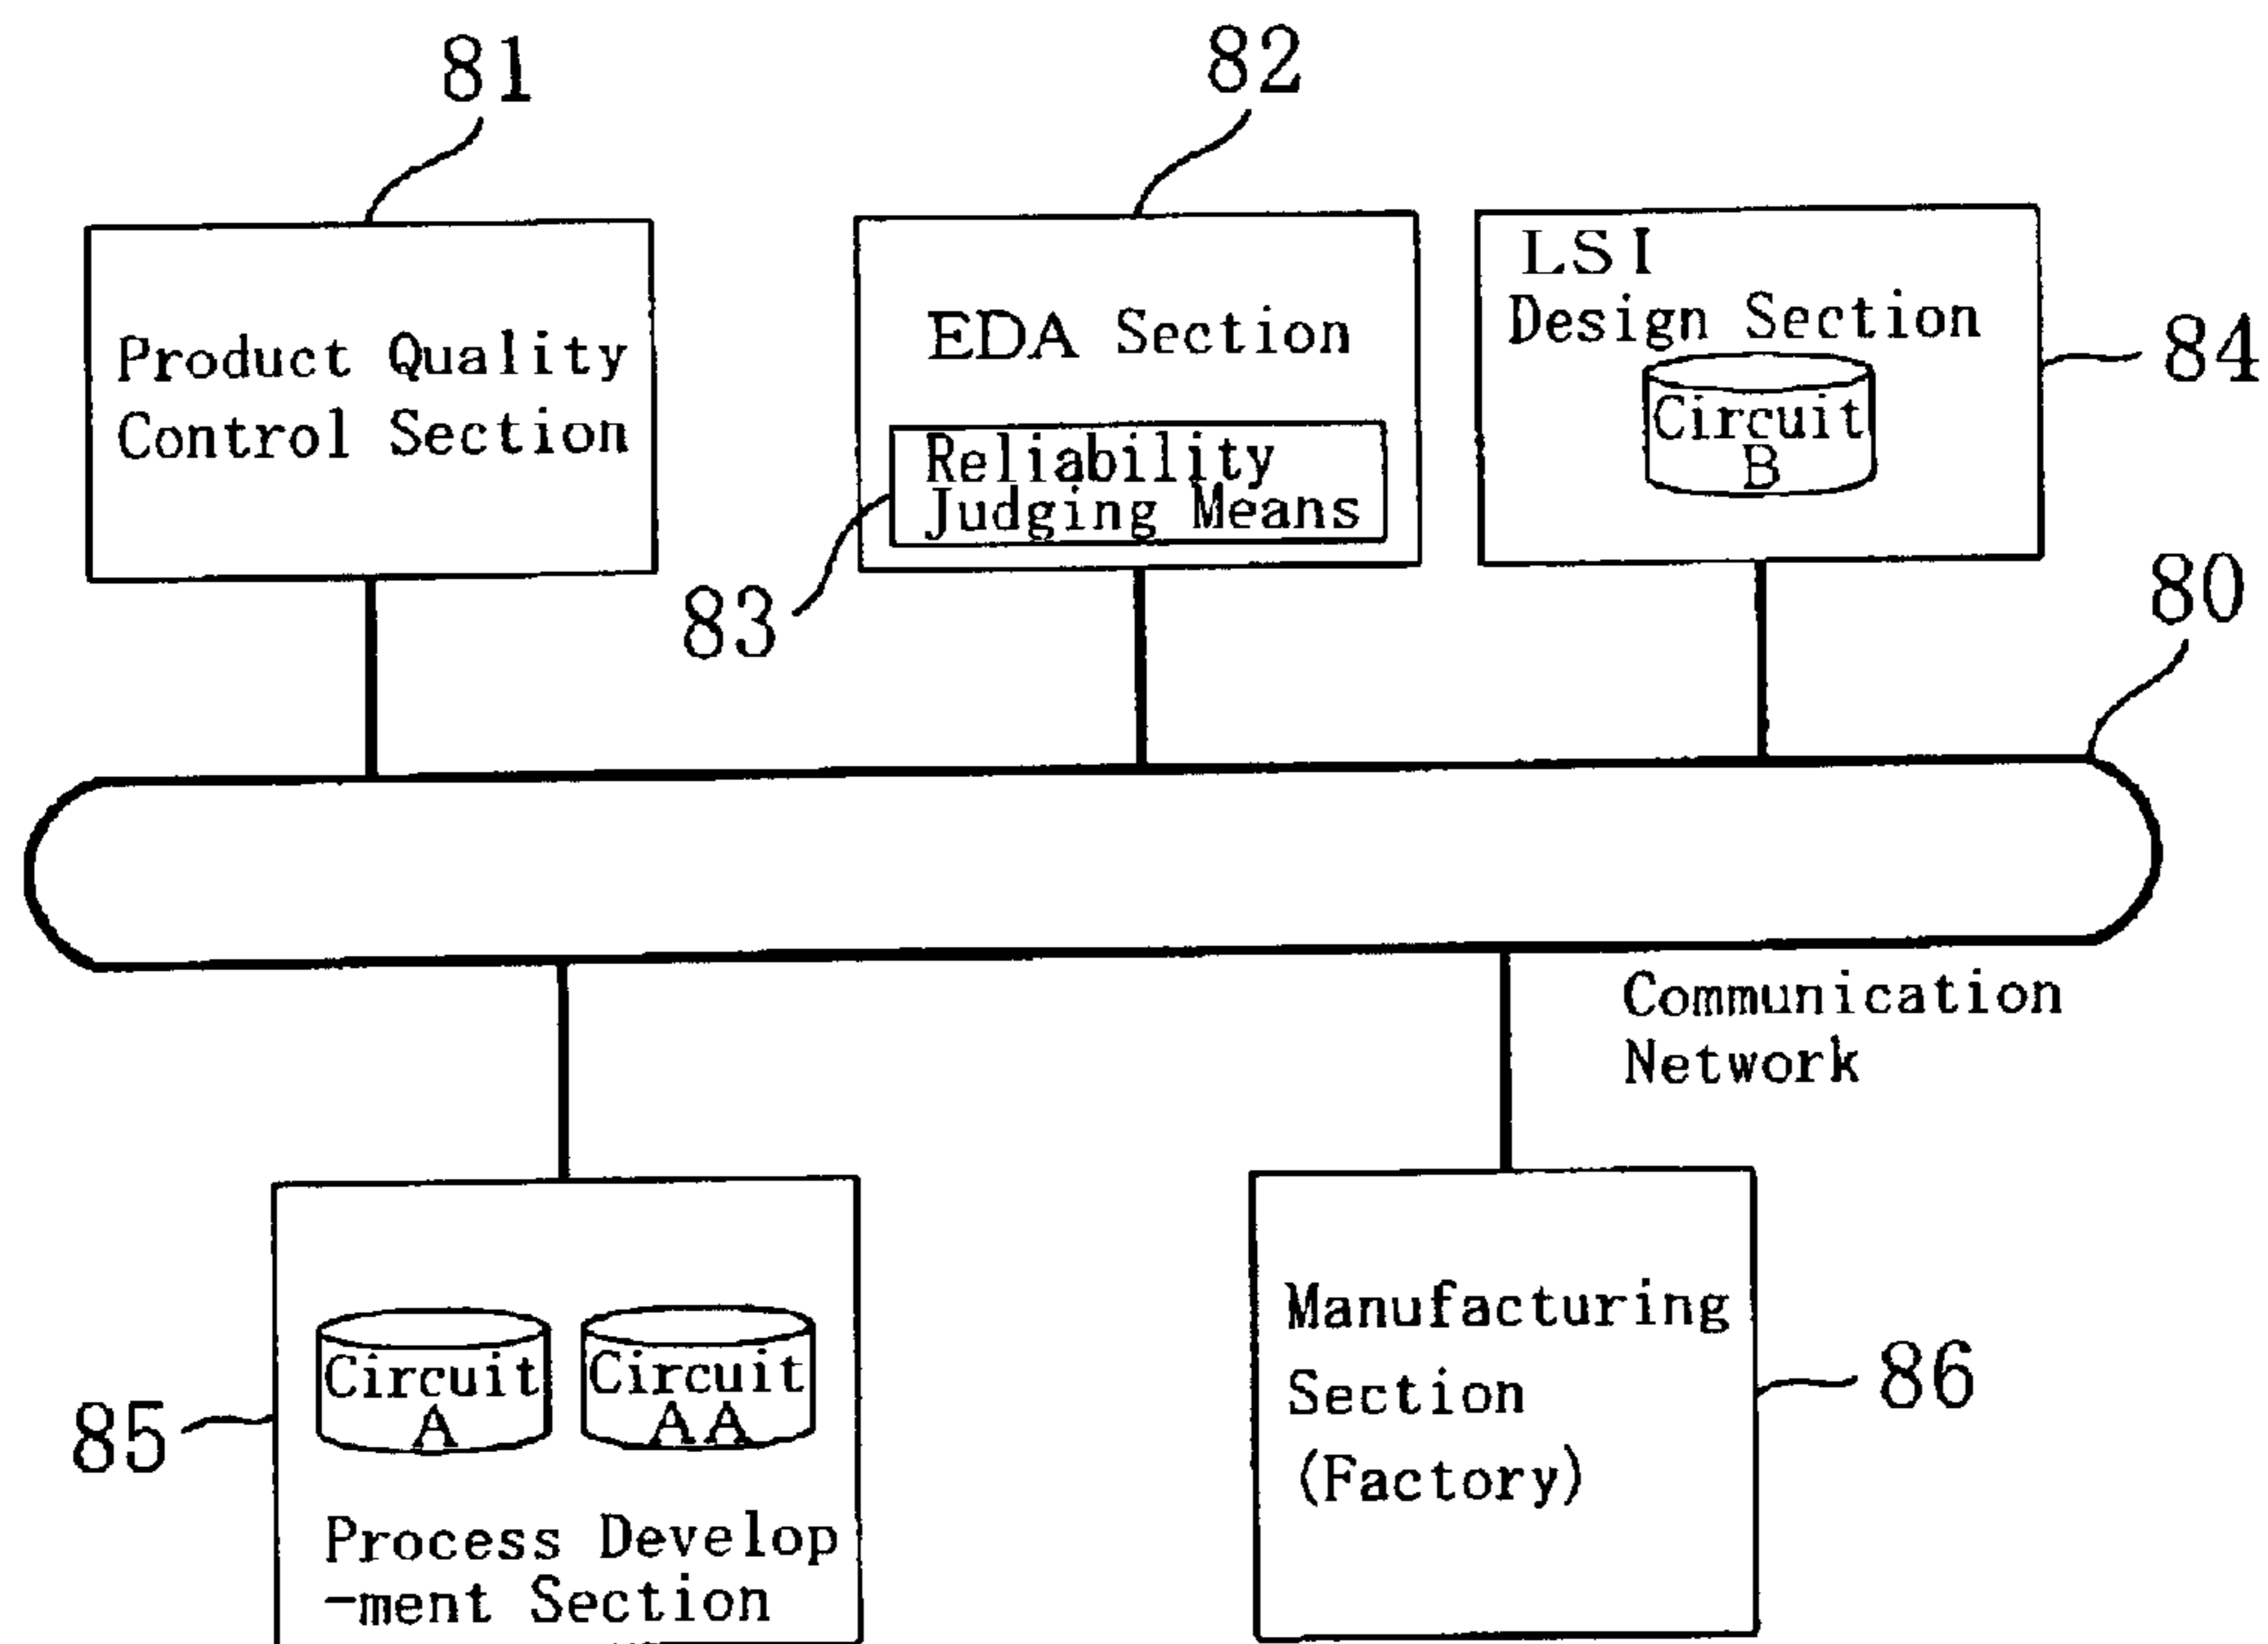 81
82
Product Quality
Control Section
EDA Section
Reliability
Judging Means
83
LSI
Design Section
Circuit
B
84
80
Communication
Network
85
Circuit
A
Circuit
AA
Process Develop
-ment Section
Manufacturing
Section
(Factory)
86